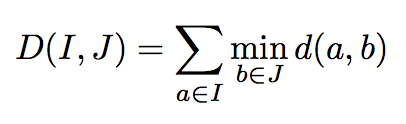 D(I, J) = ∑_{a∈I} min_{b∈J} d(a, b)